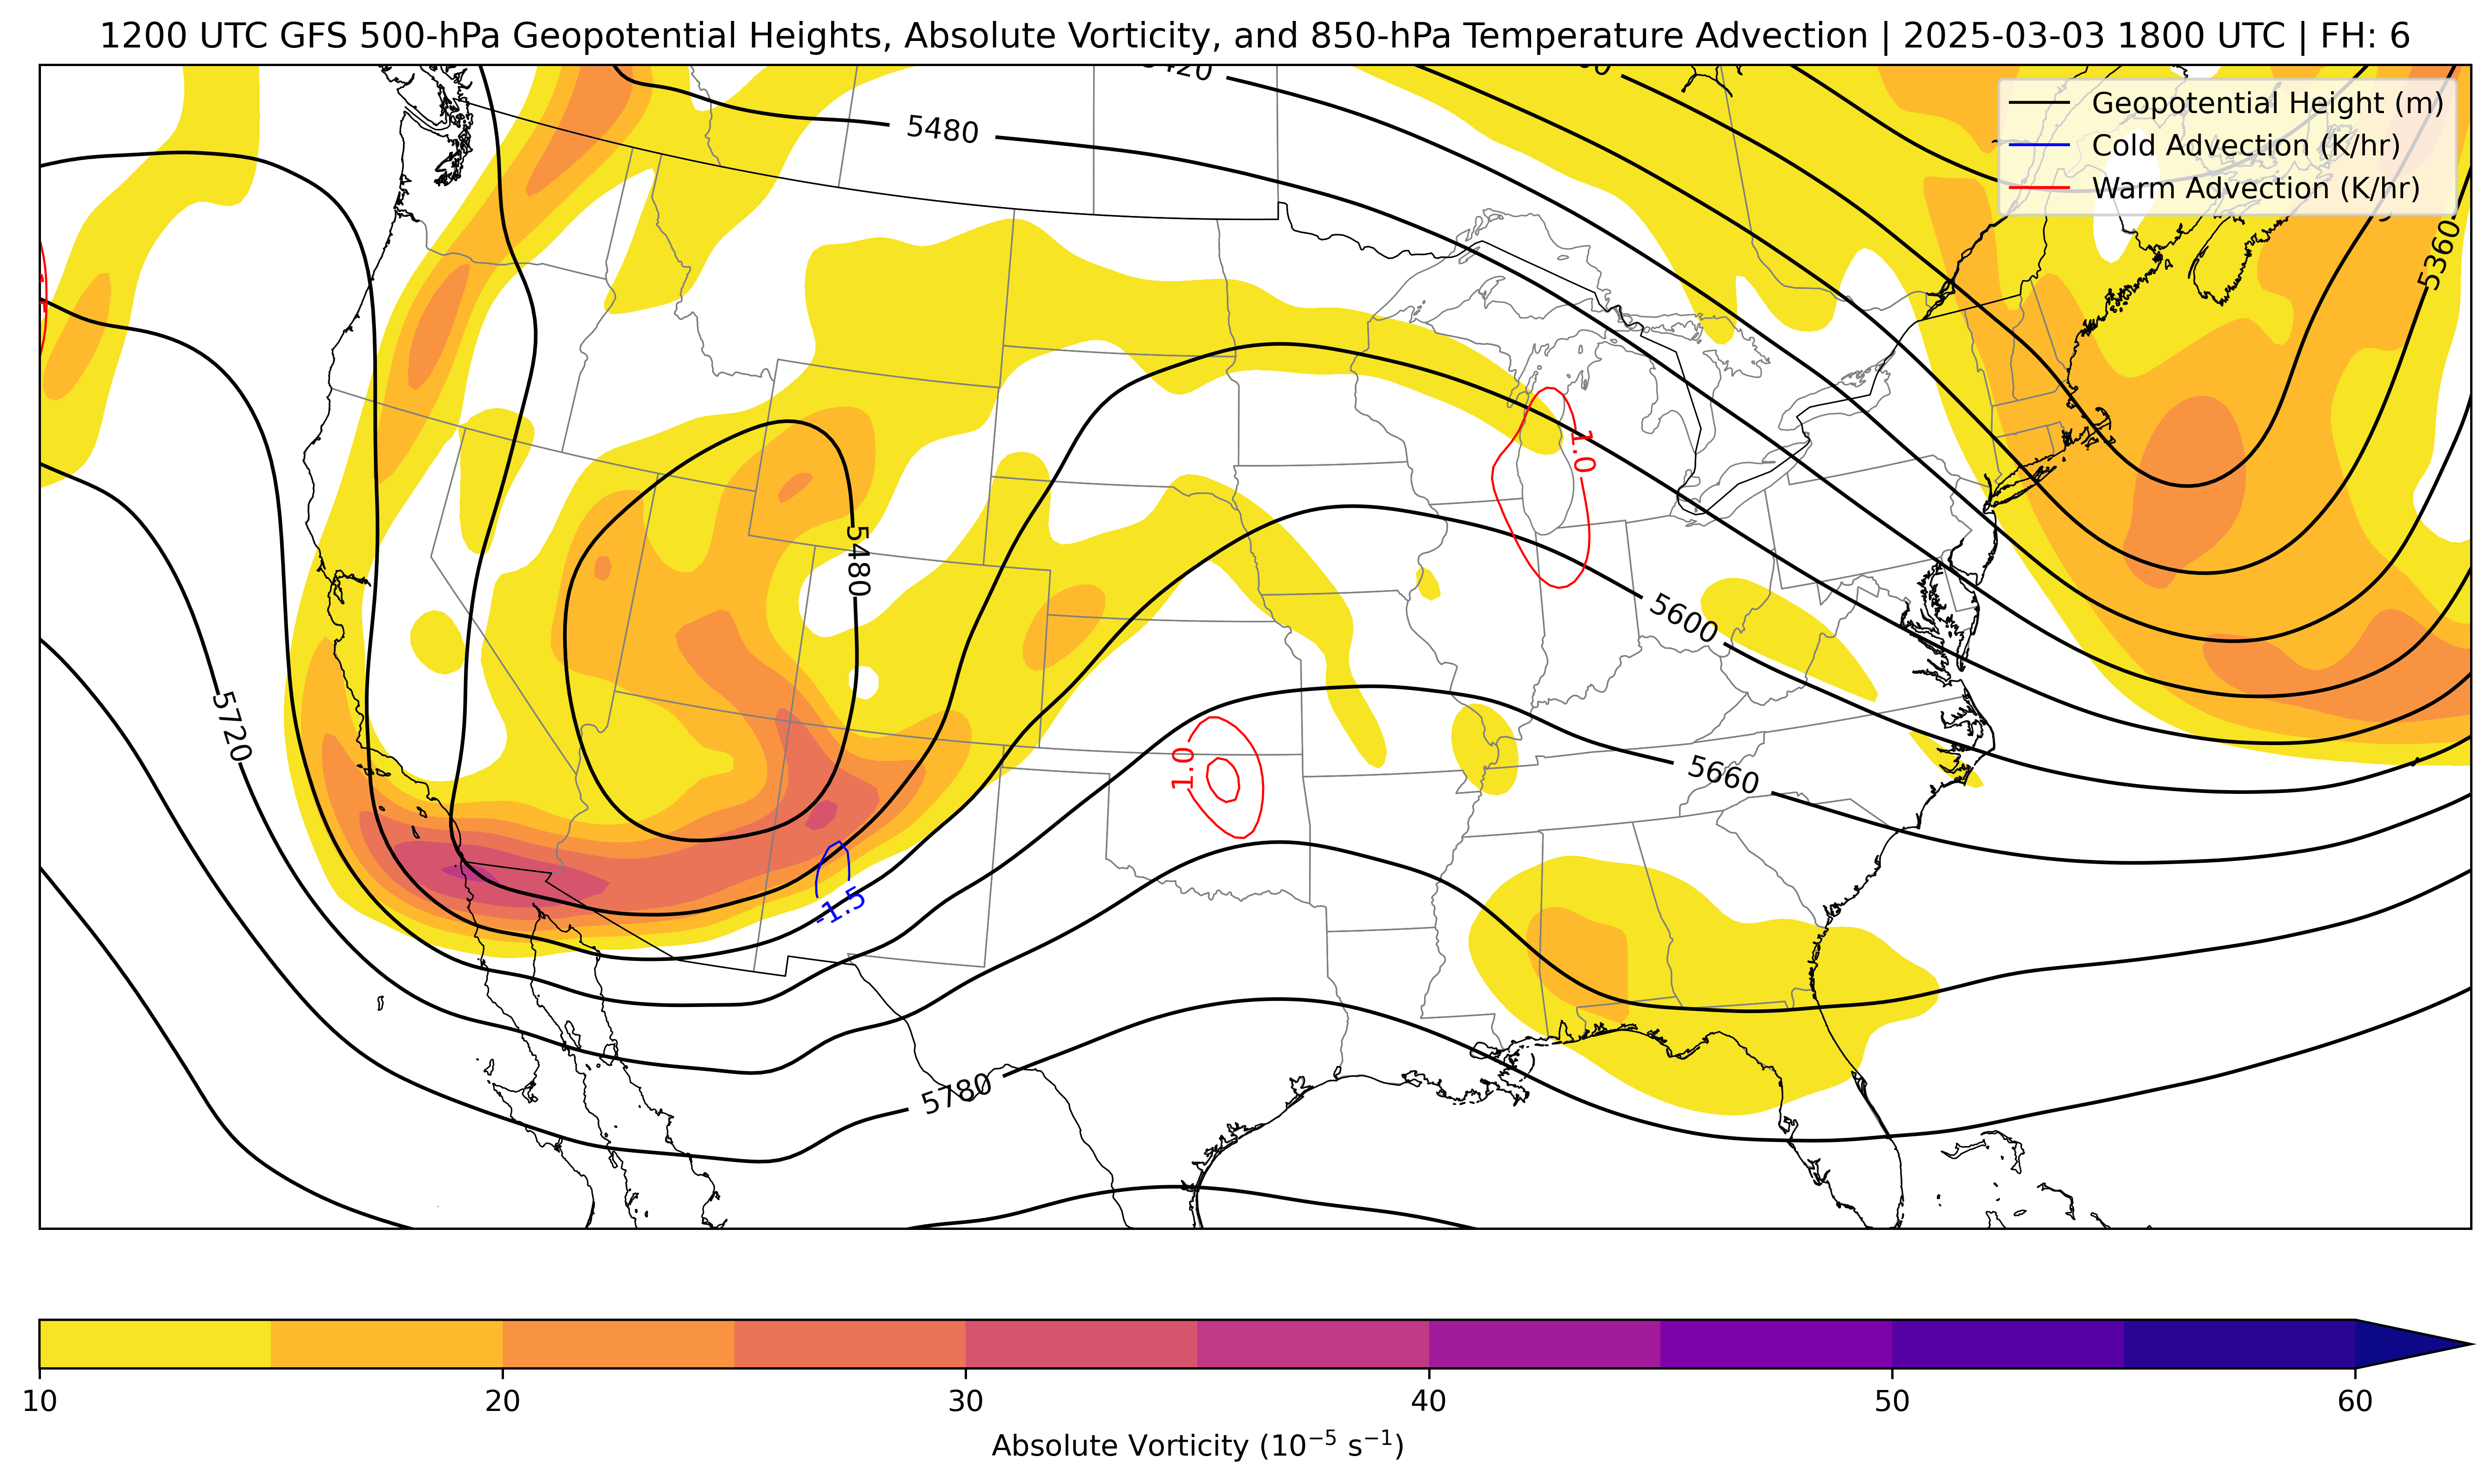 1200 UTC GFS 500-hPa Geopotential Heights, Absolute Vorticity, and 850-hPa Temperature Advection | 2025-03-03 1800 UTC | FH: 6
Geopotential Height (m)
Cold Advection (K/hr)
Warm Advection (K/hr)
5480
5360
1.0
5480
5600
5720
1.0
5660
-1.5
5780
10 20 30 40 50 60
Absolute Vorticity (10⁻⁵ s⁻¹)